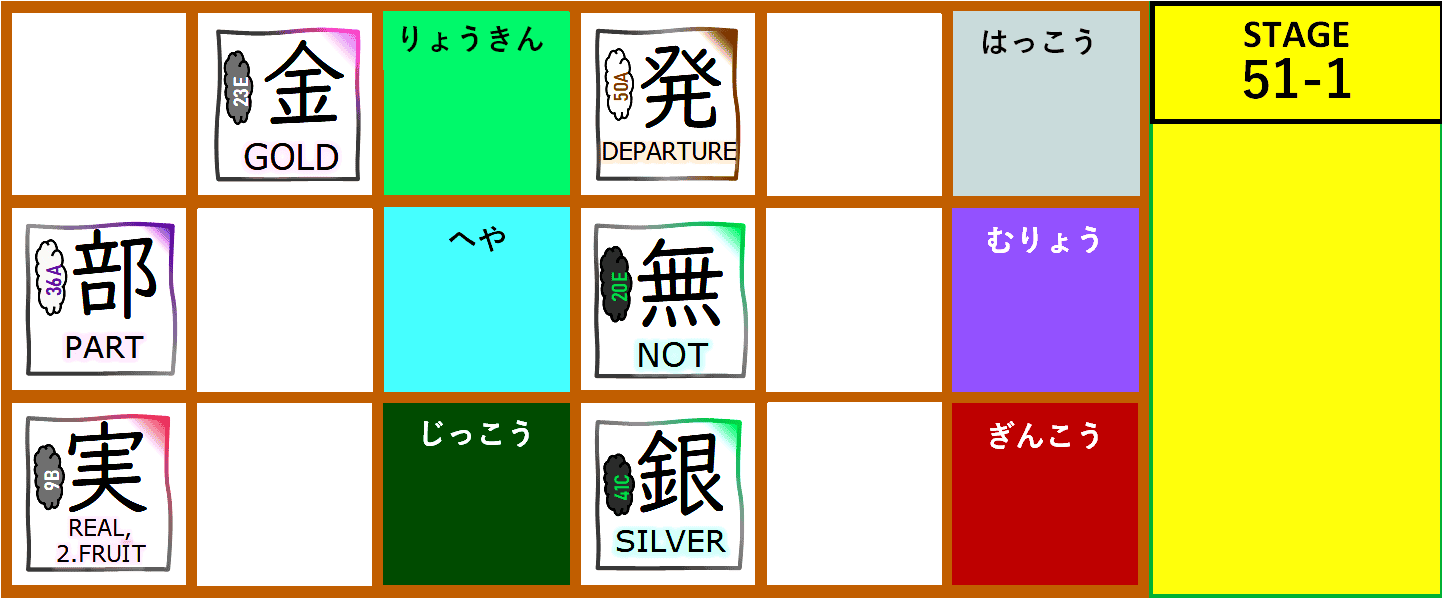 23E
金
GOLD
りょうきん
50A
発
DEPARTURE
はっこう
STAGE
51-1
36A
部
PART
へや
20E
無
NOT
むりょう
9B
実
REAL,
2.FRUIT
じっこう
41C
銀
SILVER
ぎんこう